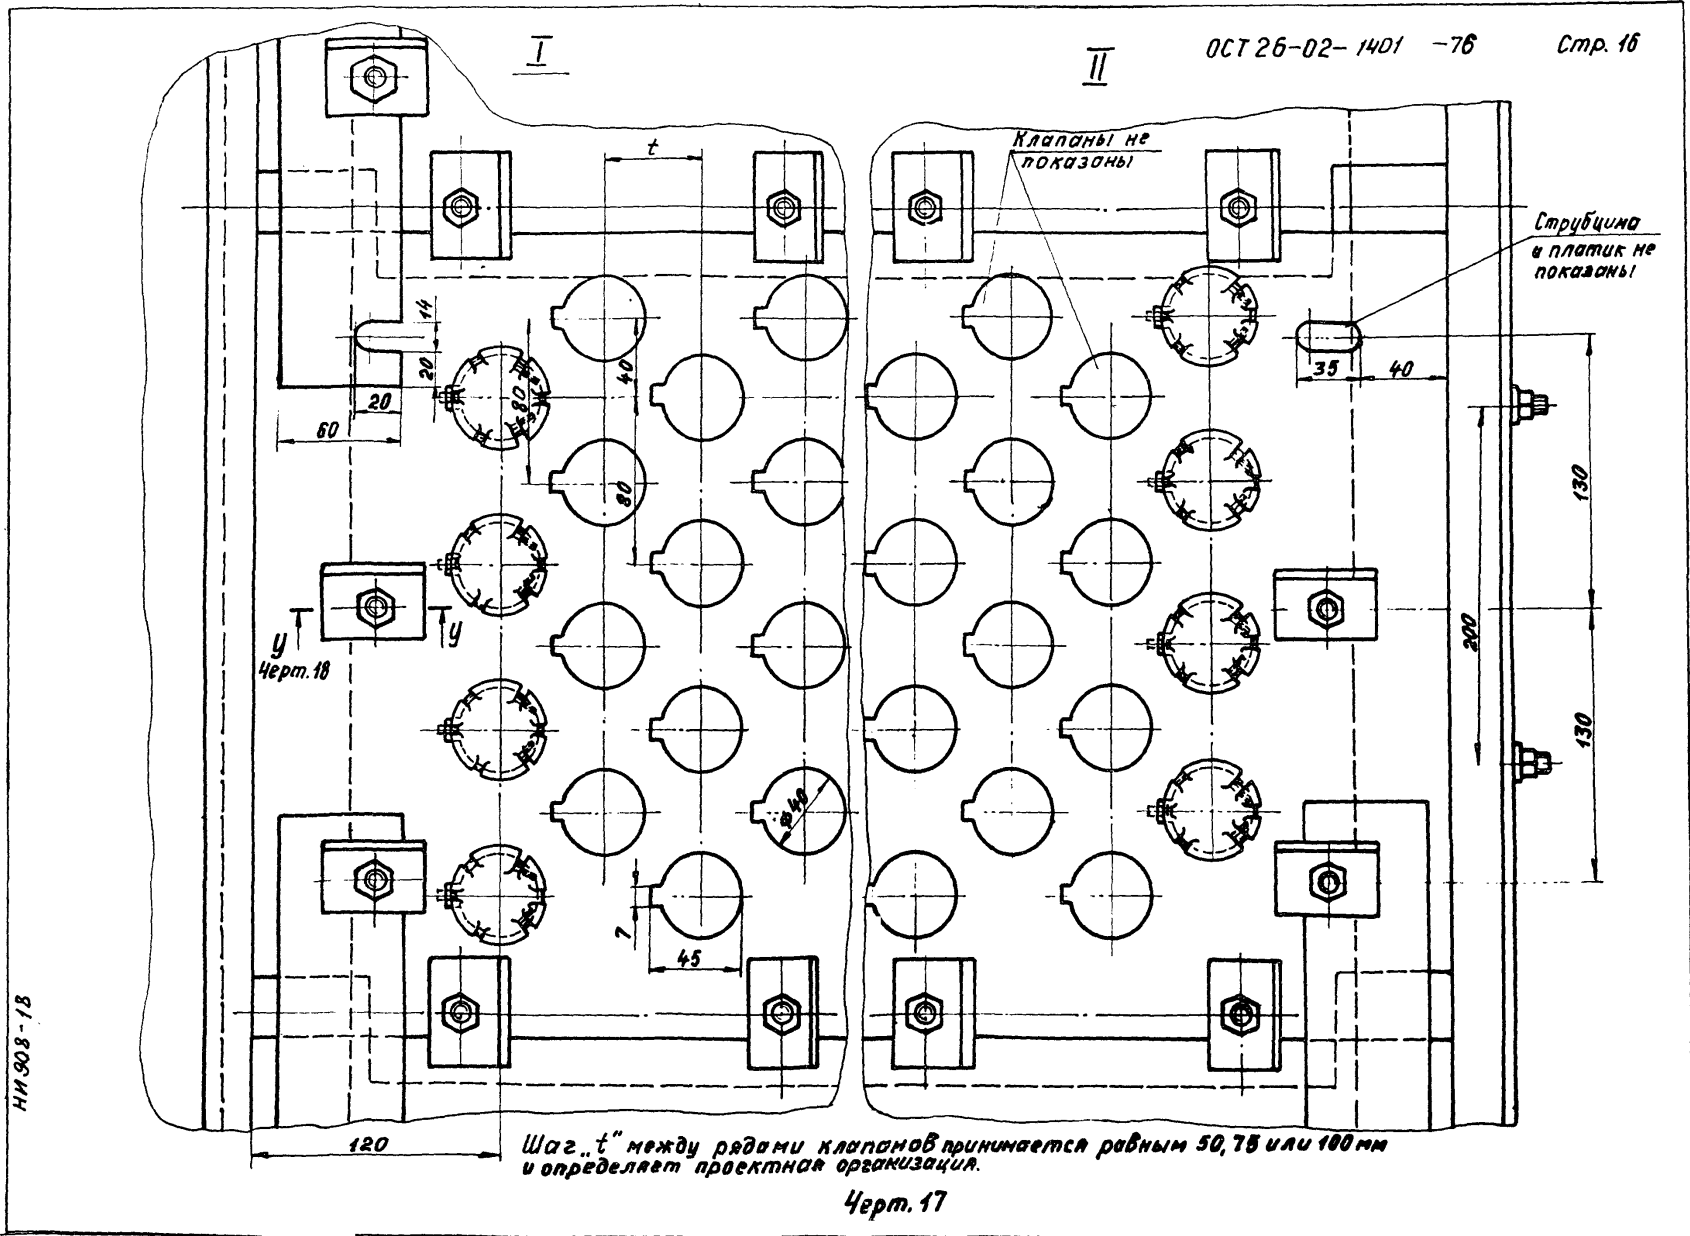 I
II
ОСТ 26-02-1401 -76 Стр. 16
Клапаны не
показаны
t
Струбцина
и платик не
показаны
14
20
20
60
80
40
80
35
40
130
200
130
У
У
Черт. 18
⌀40
7
45
НИ908-18
120
Шаг „t" между рядами клапанов принимается равным 50, 75 или 100 мм
и определяет проектная организация.
Черт. 17